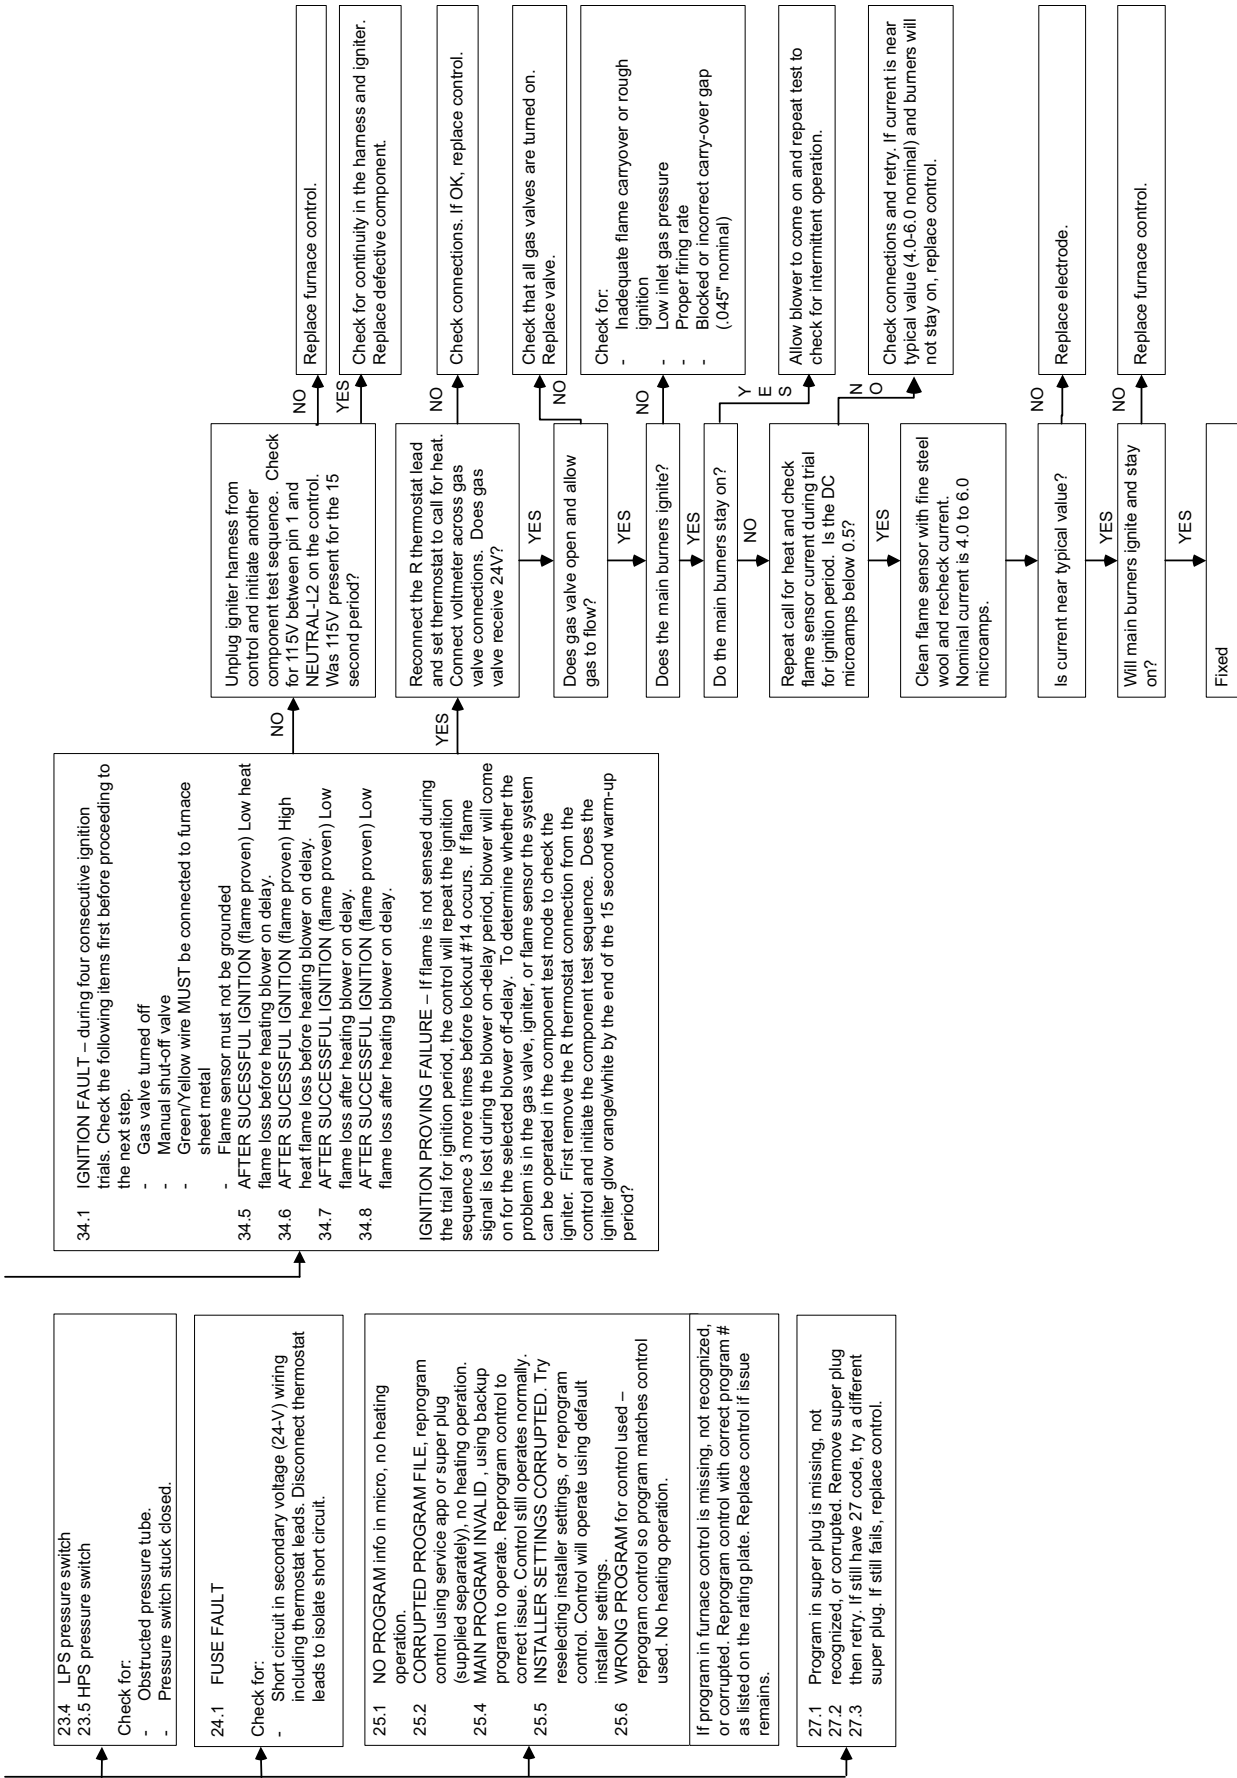 23.4 LPS pressure switch
23.5 HPS pressure switch
Check for:
- Obstructed pressure tube.
- Pressure switch stuck closed.
24.1 FUSE FAULT
Check for:
- Short circuit in secondary voltage (24-V) wiring
including thermostat leads. Disconnect thermostat
leads to isolate short circuit.
25.1 NO PROGRAM info in micro, no heating
operation.
25.2 CORRUPTED PROGRAM FILE, reprogram
control using service app or super plug
(supplied separately), no heating operation.
25.4 MAIN PROGRAM INVALID , using backup
program to operate. Reprogram control to
correct issue. Control still operates normally.
25.5 INSTALLER SETTINGS CORRUPTED. Try
reselecting installer settings, or reprogram
control. Control will operate using default
installer settings.
25.6 WRONG PROGRAM for control used –
reprogram control so program matches control
used. No heating operation.
If program in furnace control is missing, not recognized,
or corrupted. Reprogram control with correct program #
as listed on the rating plate. Replace control if issue
remains.
27.1 Program in super plug is missing, not
27.2 recognized, or corrupted. Remove super plug
27.3 then retry. If still have 27 code, try a different
super plug. If still fails, replace control.
34.1 IGNITION FAULT – during four consecutive ignition
trials. Check the following items first before proceeding to
the next step.
- Gas valve turned off
- Manual shut-off valve
- Green/Yellow wire MUST be connected to furnace
sheet metal
- Flame sensor must not be grounded
34.5 AFTER SUCESSFUL IGNITION (flame proven) Low heat
flame loss before heating blower on delay.
34.6 AFTER SUCCESSFUL IGNITION (flame proven) High
heat flame loss before heating blower on delay.
34.7 AFTER SUCCESSFUL IGNITION (flame proven) Low
flame loss after heating blower on delay.
34.8 AFTER SUCCESSFUL IGNITION (flame proven) Low
flame loss after heating blower on delay.
IGNITION PROVING FAILURE – If flame is not sensed during
the trial for ignition period, the control will repeat the ignition
sequence 3 more times before lockout #14 occurs. If flame
signal is lost during the blower on-delay period, blower will come
on for the selected blower off-delay. To determine whether the
problem is in the gas valve, igniter, or flame sensor the system
can be operated in the component test mode to check the
igniter. First remove the R thermostat connection from the
control and initiate the component test sequence. Does the
igniter glow orange/white by the end of the 15 second warm-up
period?
NO
YES
Unplug igniter harness from
control and initiate another
component test sequence. Check
for 115V between pin 1 and
NEUTRAL-L2 on the control.
Was 115V present for the 15
second period?
NO
Replace furnace control.
YES
Check for continuity in the harness and igniter.
Replace defective component.
Reconnect the R thermostat lead
and set thermostat to call for heat.
Connect voltmeter across gas
valve connections. Does gas
valve receive 24V?
NO
Check connections. If OK, replace control.
YES
Does gas valve open and allow
gas to flow?
NO
Check that all gas valves are turned on.
Replace valve.
YES
Does the main burners ignite?
NO
Check for:
- Inadequate flame carryover or rough
ignition
- Low inlet gas pressure
- Proper firing rate
- Blocked or incorrect carry-over gap
(.045" nominal)
YES
Do the main burners stay on?
Y
E
S
Allow blower to come on and repeat test to
check for intermittent operation.
NO
Repeat call for heat and check
flame sensor current during trial
for ignition period. Is the DC
microamps below 0.5?
N
O
Check connections and retry. If current is near
typical value (4.0-6.0 nominal) and burners will
not stay on, replace control.
YES
Clean flame sensor with fine steel
wool and recheck current.
Nominal current is 4.0 to 6.0
microamps.
Is current near typical value?
NO
Replace electrode.
YES
Will main burners ignite and stay
on?
NO
Replace furnace control.
YES
Fixed